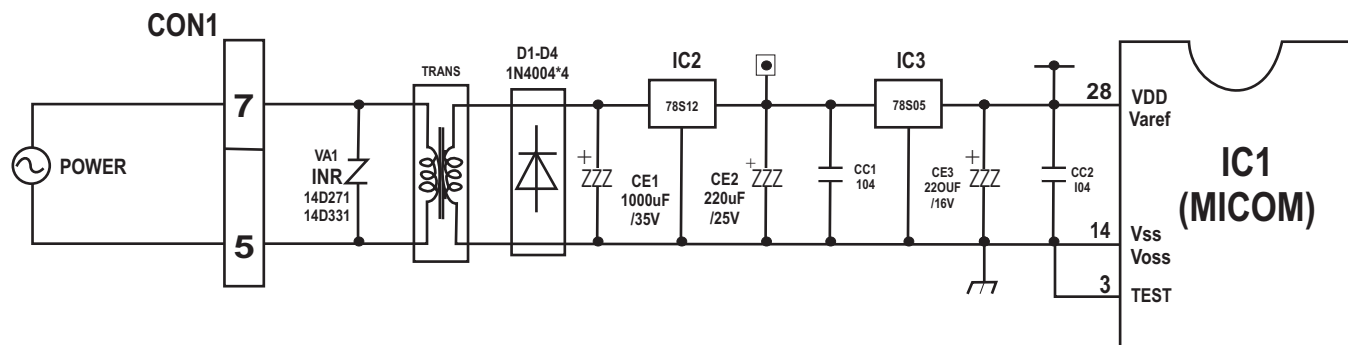 CON1
7
5
POWER
VA1
INR
14D271
14D331
TRANS
D1-D4
1N4004*4
+
CE1
1000uF
/35V
IC2
78S12
+
CE2
220uF
/25V
CC1
104
IC3
78S05
CE3
22OUF
/16V
+
CC2
I04
28
VDD
Varef
14
Vss
Voss
3
TEST
IC1
(MICOM)